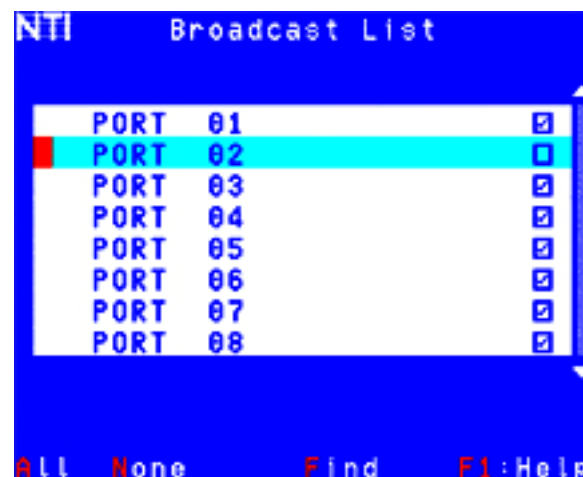 NTI Broadcast List
PORT 01
PORT 02
PORT 03
PORT 04
PORT 05
PORT 06
PORT 07
PORT 08
All None Find F1:Help